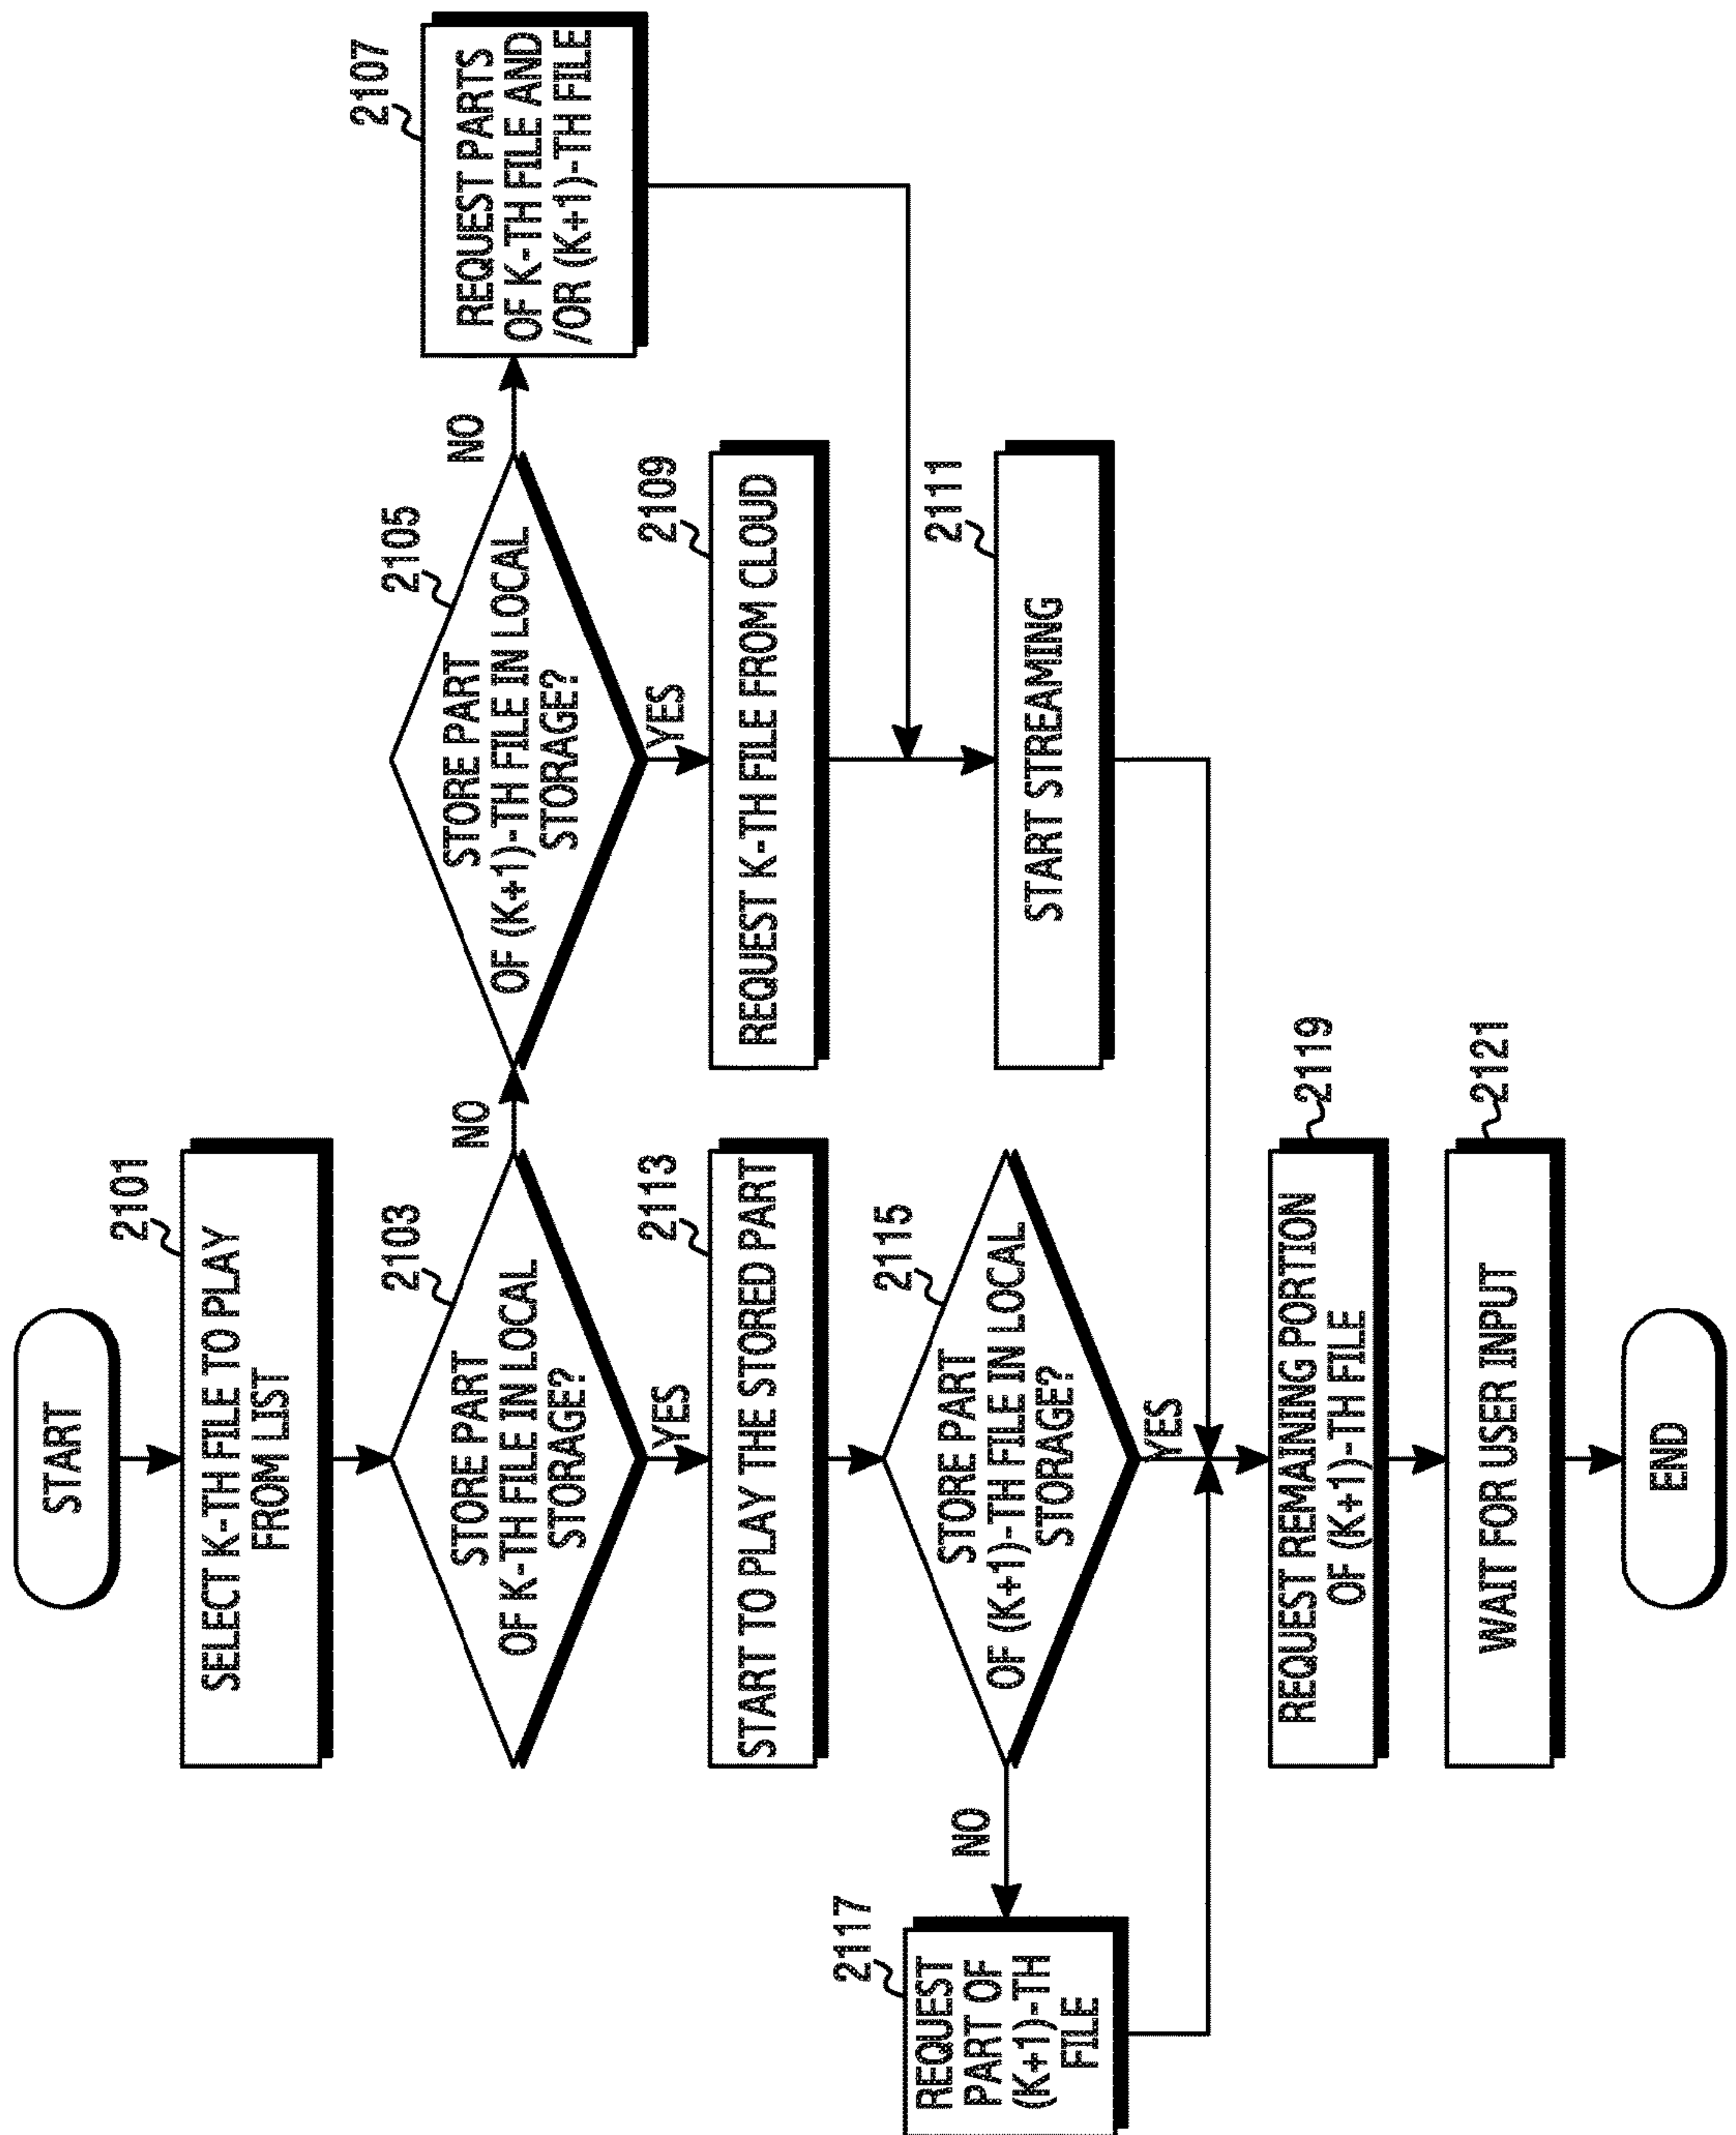 START
2101
SELECT K-TH FILE TO PLAY
FROM LIST
2103
STORE PART
OF K-TH FILE IN LOCAL
STORAGE?
NO
YES
2105
STORE PART
OF (K+1)-TH FILE IN LOCAL
STORAGE?
NO
YES
2107
REQUEST PARTS
OF K-TH FILE AND
/OR (K+1)-TH FILE
2109
REQUEST K-TH FILE FROM CLOUD
2111
START STREAMING
2113
START TO PLAY THE STORED PART
2115
STORE PART
OF (K+1)-TH FILE IN LOCAL
STORAGE?
NO
YES
2117
REQUEST
PART OF
(K+1)-TH
FILE
2119
REQUEST REMAINING PORTION
OF (K+1)-TH FILE
2121
WAIT FOR USER INPUT
END